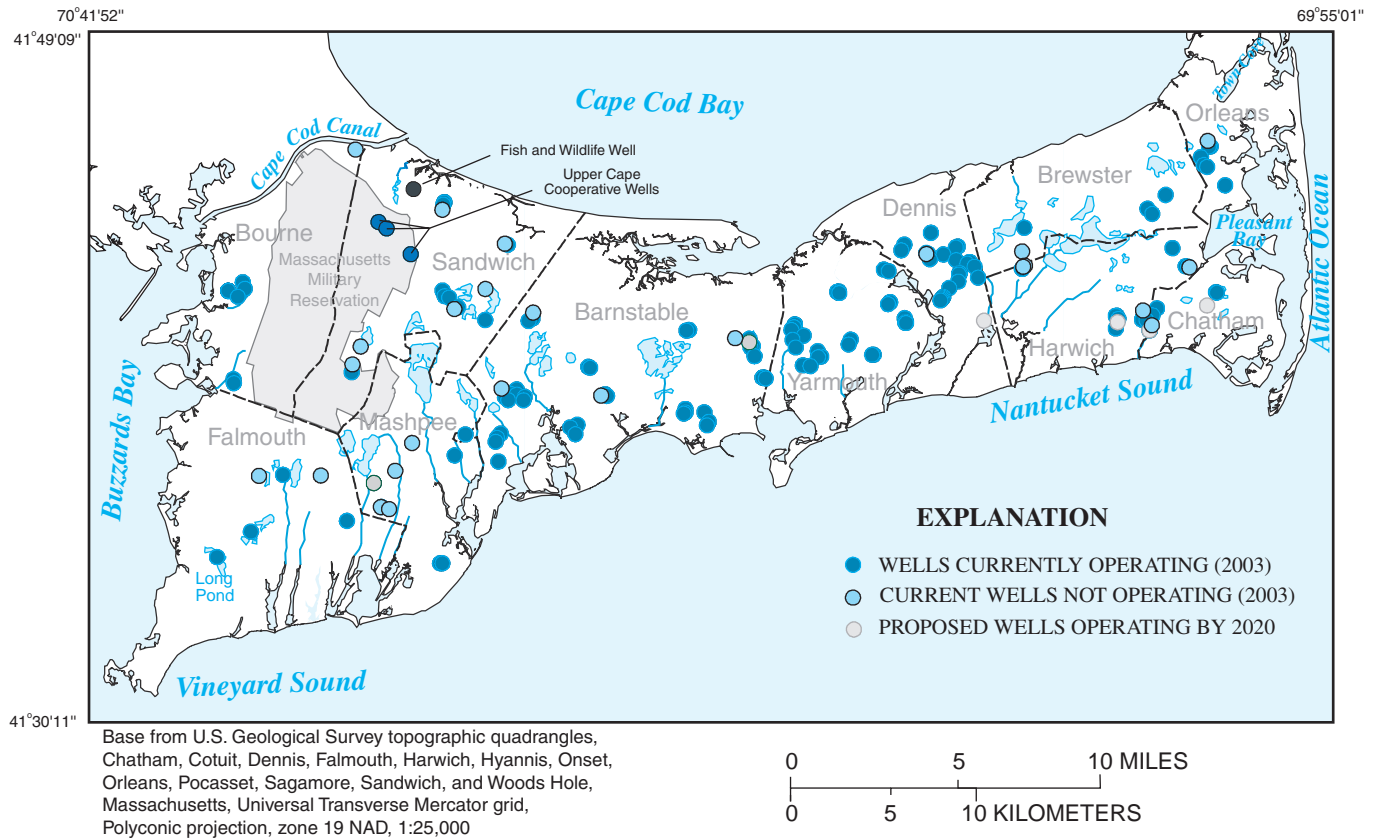 70°41'52"
69°55'01"
41°49'09"
Cape Cod Bay
Town Cove
Orleans
Cape Cod Canal
Fish and Wildlife Well
Upper Cape
Cooperative Wells
Brewster
Dennis
Pleasant
Bay
Atlantic Ocean
Bourne
Massachusetts
Military
Reservation
Sandwich
Barnstable
Chatham
Harwich
Yarmouth
Nantucket Sound
Buzzards Bay
Mashpee
Falmouth
Long
Pond
Vineyard Sound
EXPLANATION
WELLS CURRENTLY OPERATING (2003)
CURRENT WELLS NOT OPERATING (2003)
PROPOSED WELLS OPERATING BY 2020
41°30'11"
Base from U.S. Geological Survey topographic quadrangles,
Chatham, Cotuit, Dennis, Falmouth, Harwich, Hyannis, Onset,
Orleans, Pocasset, Sagamore, Sandwich, and Woods Hole,
Massachusetts, Universal Transverse Mercator grid,
Polyconic projection, zone 19 NAD, 1:25,000
0 5 10 MILES
0 5 10 KILOMETERS